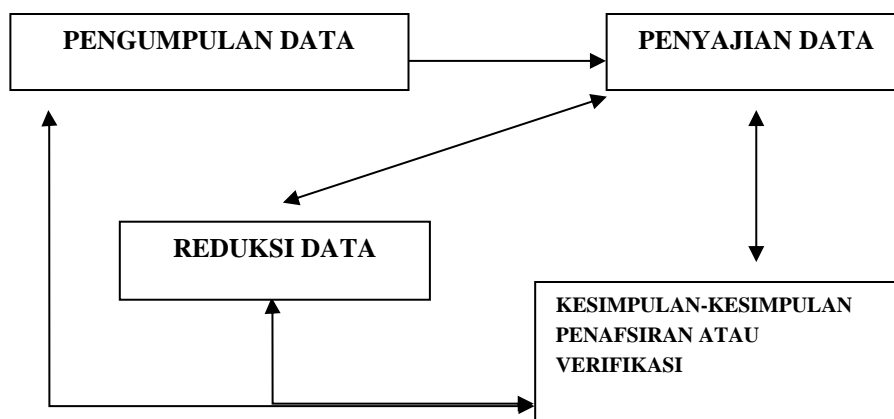 PENGUMPULAN DATA
PENYAJIAN DATA
REDUKSI DATA
KESIMPULAN-KESIMPULAN
PENAFSIRAN ATAU
VERIFIKASI